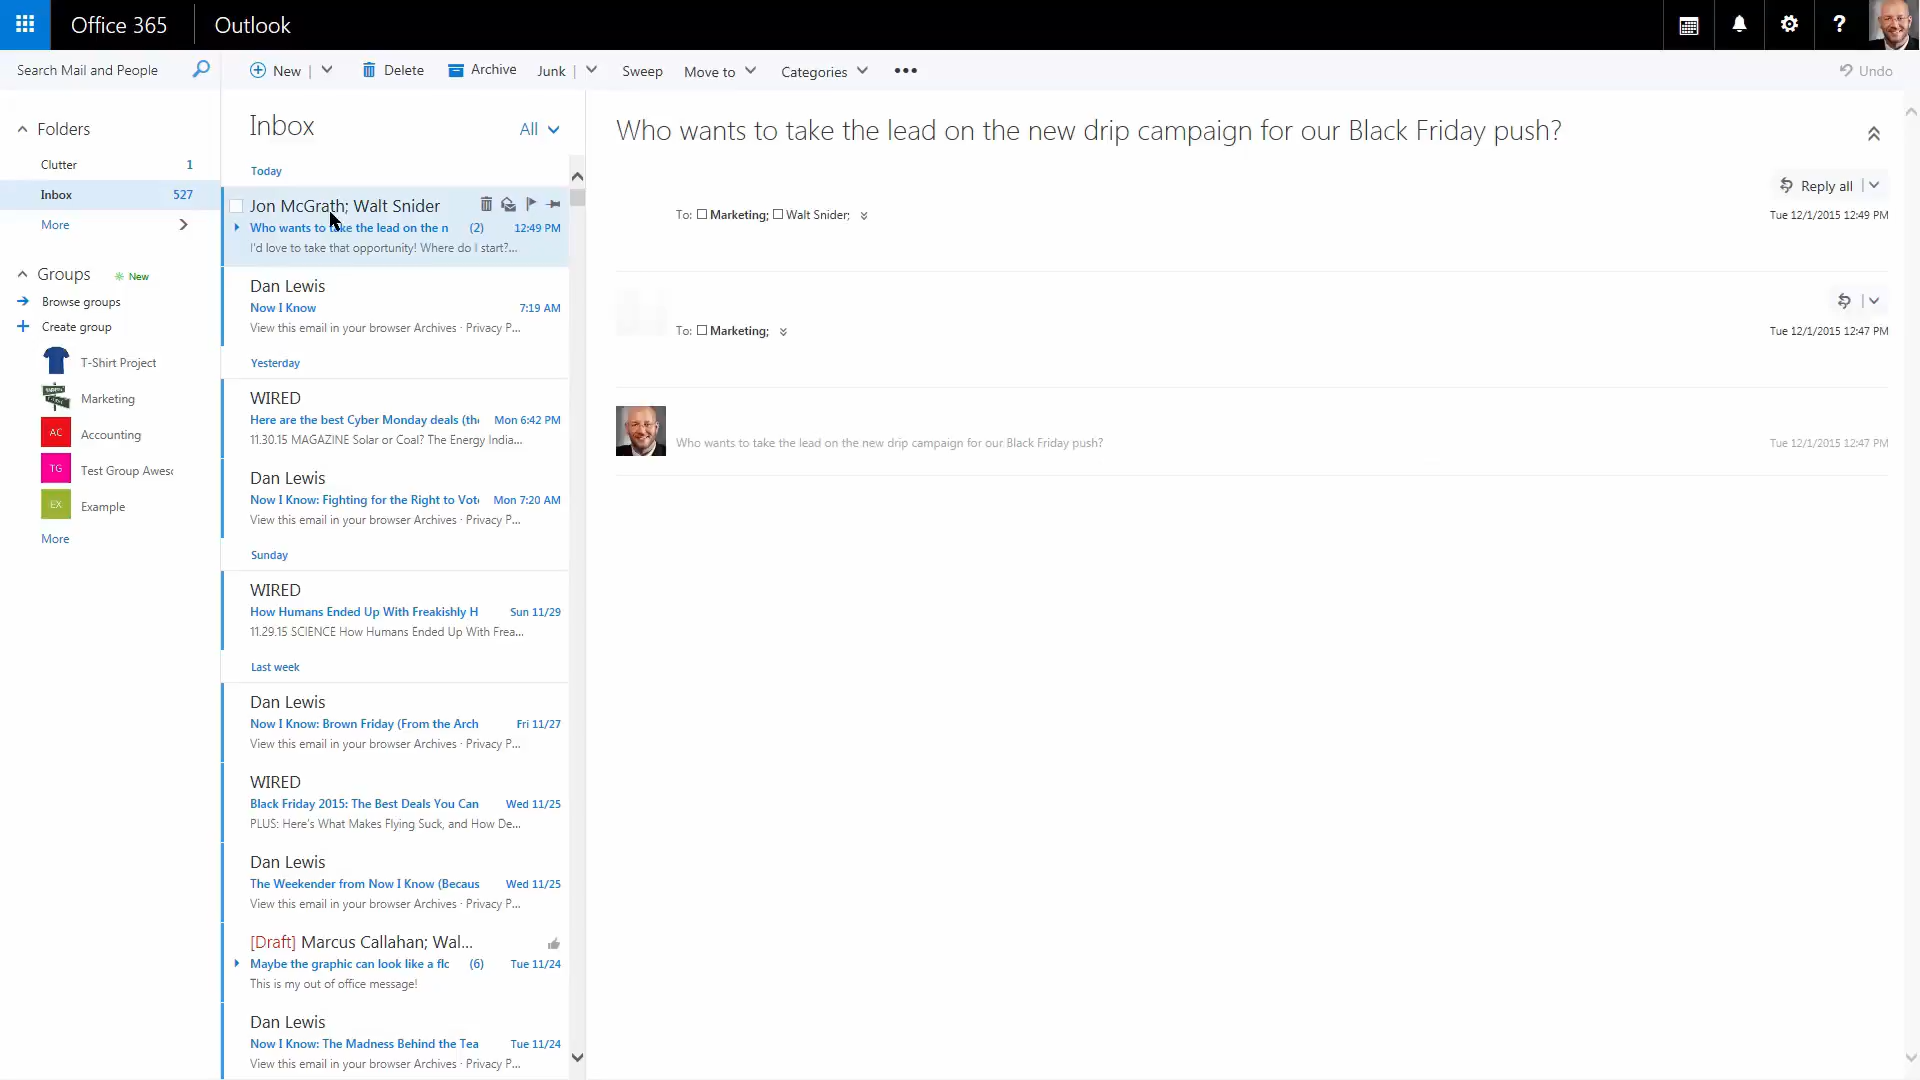 Office 365
Outlook
?
Search Mail and People
New
Delete
Archive
Junk
Sweep
Move to
Categories
•••
Undo
Folders
Clutter 1
Inbox 527
More
Groups New
Browse groups
Create group
T-Shirt Project
Marketing
AC Accounting
TG Test Group Awes
EX Example
More
Inbox All
Today
Jon McGrath; Walt Snider
Who wants to take the lead on the n (2) 12:49 PM
I'd love to take that opportunity! Where do I start?...
Dan Lewis
Now I Know 7:19 AM
View this email in your browser Archives · Privacy P...
Yesterday
WIRED
Here are the best Cyber Monday deals (the Mon 6:42 PM
11.30.15 MAGAZINE Solar or Coal? The Energy India...
Dan Lewis
Now I Know: Fighting for the Right to Vot Mon 7:20 AM
View this email in your browser Archives · Privacy P...
Sunday
WIRED
How Humans Ended Up With Freakishly H Sun 11/29
11.29.15 SCIENCE How Humans Ended Up With Frea...
Last week
Dan Lewis
Now I Know: Brown Friday (From the Arch Fri 11/27
View this email in your browser Archives · Privacy P...
WIRED
Black Friday 2015: The Best Deals You Can Wed 11/25
PLUS: Here's What Makes Flying Suck, and How De...
Dan Lewis
The Weekender from Now I Know (Becaus Wed 11/25
View this email in your browser Archives · Privacy P...
[Draft] Marcus Callahan; Wal...
Maybe the graphic can look like a flo (6) Tue 11/24
This is my out of office message!
Dan Lewis
Now I Know: The Madness Behind the Tea Tue 11/24
View this email in your browser Archives · Privacy P...
Who wants to take the lead on the new drip campaign for our Black Friday push?
Reply all
To: Marketing; Walt Snider; Tue 12/1/2015 12:49 PM
To: Marketing; Tue 12/1/2015 12:47 PM
Who wants to take the lead on the new drip campaign for our Black Friday push? Tue 12/1/2015 12:47 PM